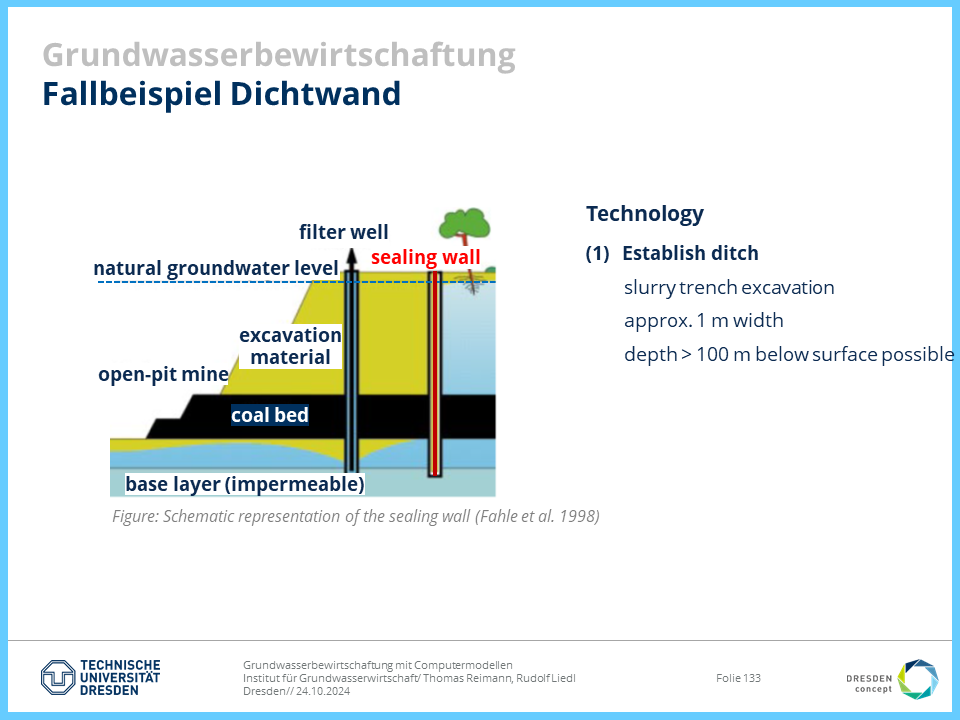 Grundwasserbewirtschaftung
Fallbeispiel Dichtwand
filter well
sealing wall
natural groundwater level
excavation
material
open-pit mine
coal bed
base layer (impermeable)
Figure: Schematic representation of the sealing wall (Fahle et al. 1998)
Technology
(1) Establish ditch
slurry trench excavation
approx. 1 m width
depth > 100 m below surface possible
TECHNISCHE
UNIVERSITÄT
DRESDEN
Grundwasserbewirtschaftung mit Computermodellen
Institut für Grundwasserwirtschaft/ Thomas Reimann, Rudolf Liedl
Dresden// 24.10.2024
Folie 133
DRESDEN
concept